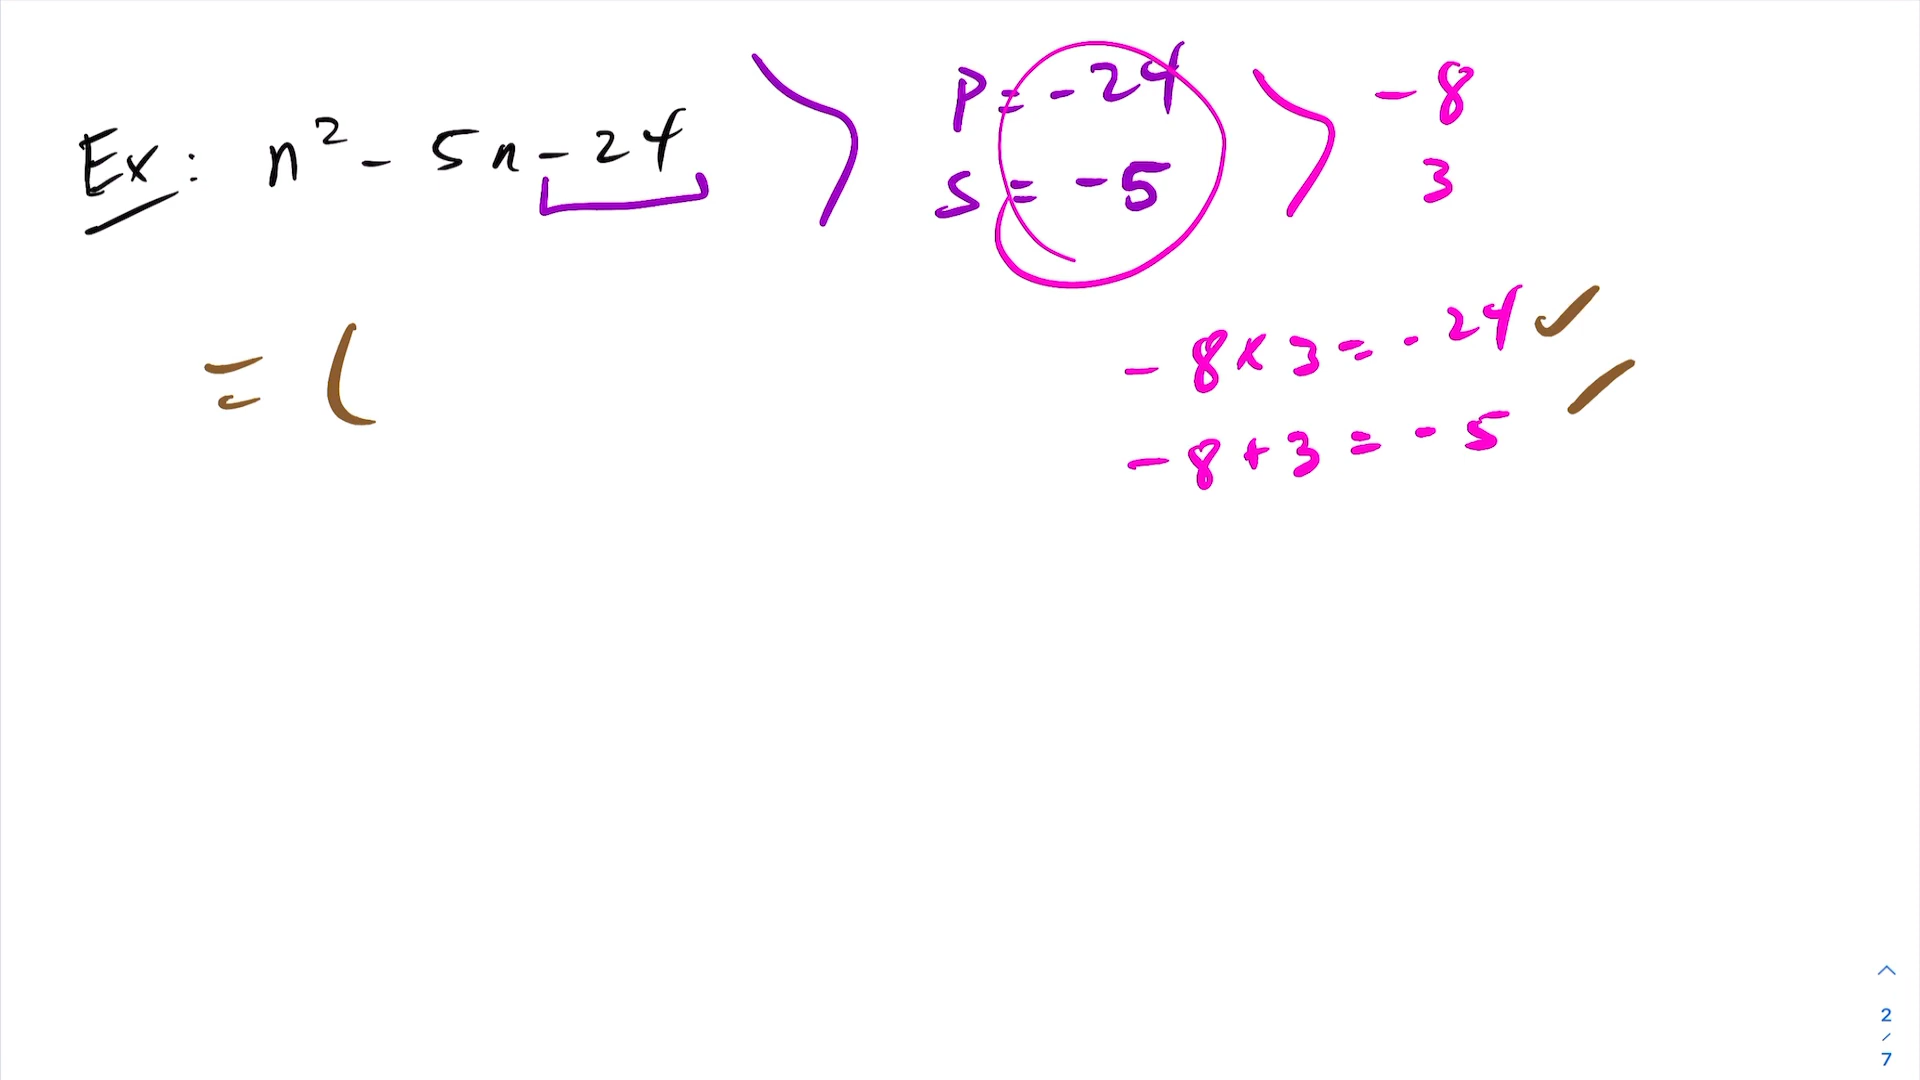 Ex: n² - 5n - 24
P = -24
S = -5
-8
3
= (
-8 × 3 = -24 ✓
-8 + 3 = -5
2
/
7